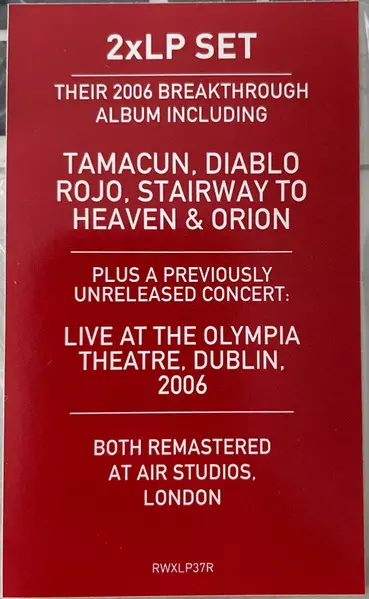 2xLP SET
THEIR 2006 BREAKTHROUGH
ALBUM INCLUDING
TAMACUN, DIABLO
ROJO, STAIRWAY TO
HEAVEN & ORION
PLUS A PREVIOUSLY
UNRELEASED CONCERT:
LIVE AT THE OLYMPIA
THEATRE, DUBLIN,
2006
BOTH REMASTERED
AT AIR STUDIOS,
LONDON
RWXLP37R